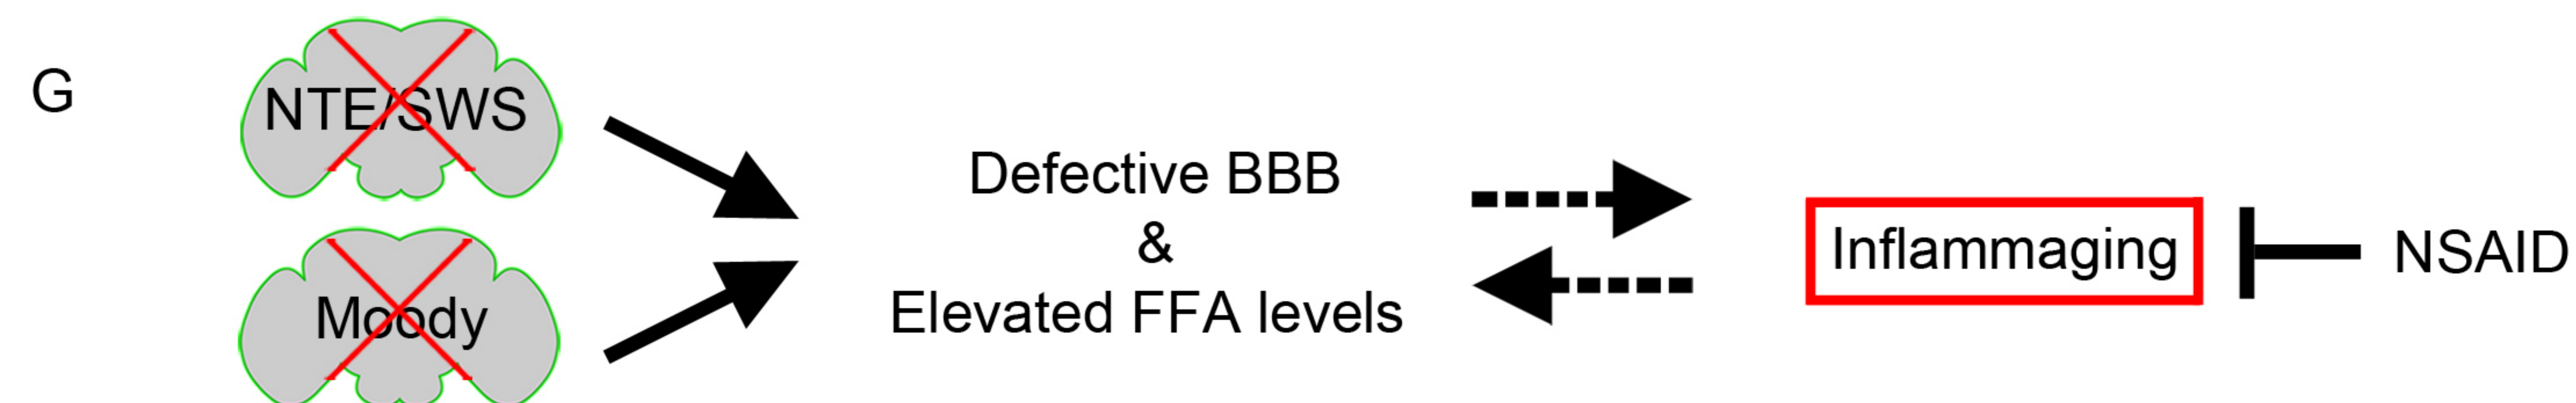 G
NTE/SWS
Moody
Defective BBB
&
Elevated FFA levels
Inflammaging
NSAID